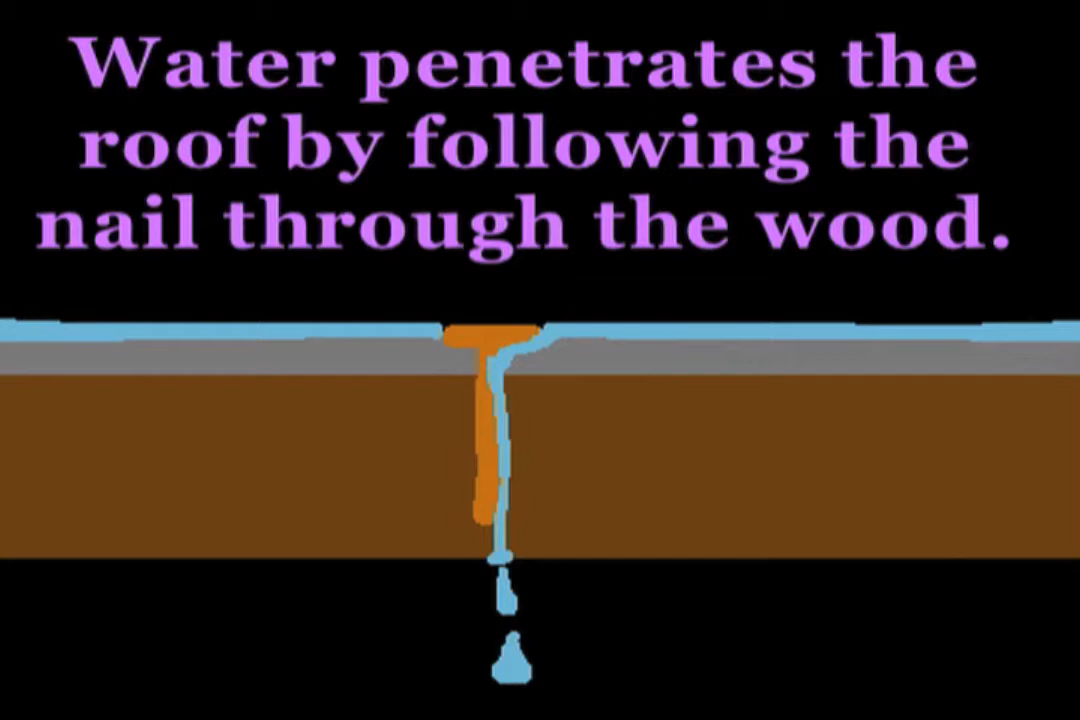 Water penetrates the
roof by following the
nail through the wood.